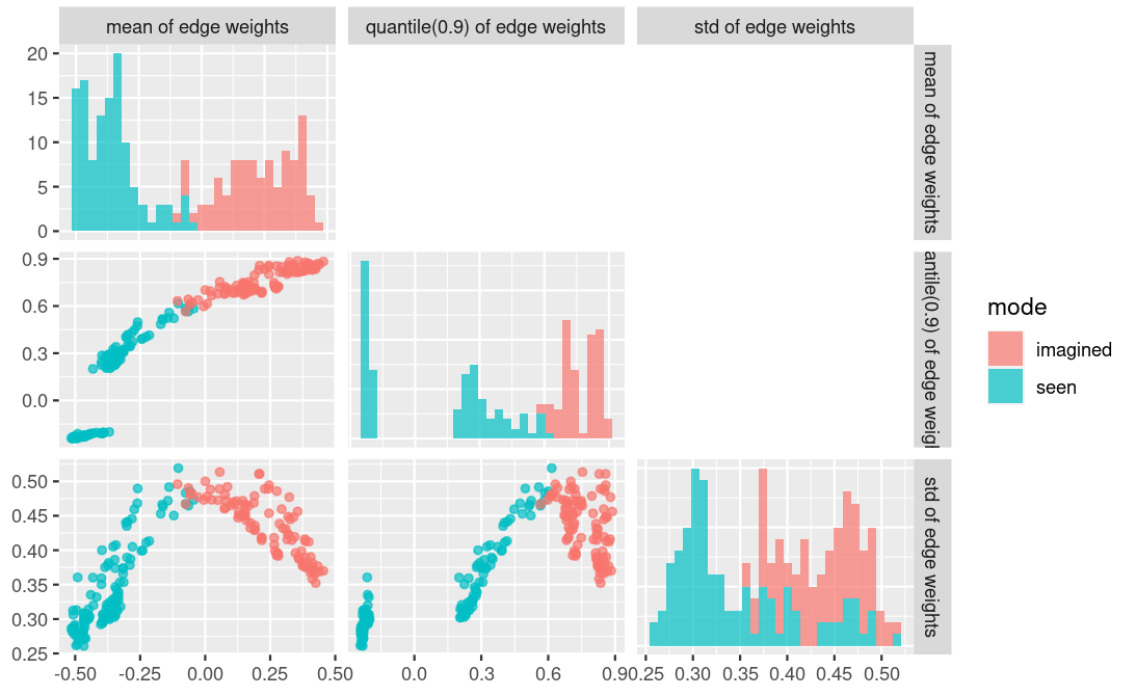 mean of edge weights
quantile(0.9) of edge weights
std of edge weights
20
15
10
5
0
mean of edge weights
0.9
0.6
0.3
0.0
antile(0.9) of edge weigl
mode
imagined
seen
0.50
0.45
0.40
0.35
0.30
0.25
std of edge weights
-0.50 -0.25 0.00 0.25 0.50
0.0 0.3 0.6 0.9
0.25 0.30 0.35 0.40 0.45 0.50